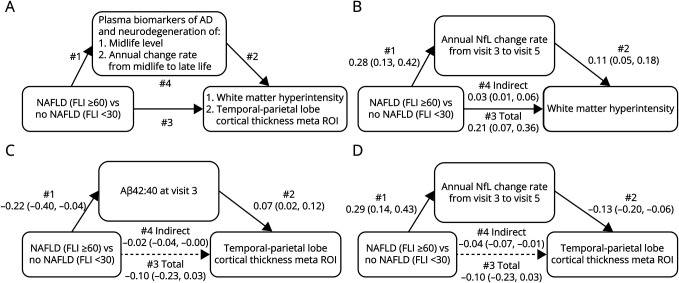 A
Plasma biomarkers of AD
and neurodegeneration of:
1. Midlife level
2. Annual change rate
from midlife to late life
#1
#2
#4
NAFLD (FLI ≥60) vs
no NAFLD (FLI <30)
#3
1. White matter hyperintensity
2. Temporal-parietal lobe
cortical thickness meta ROI
B
Annual NfL change rate
from visit 3 to visit 5
#1
0.28 (0.13, 0.42)
#2
0.11 (0.05, 0.18)
NAFLD (FLI ≥60) vs
no NAFLD (FLI <30)
#4 Indirect
0.03 (0.01, 0.06)
#3 Total
0.21 (0.07, 0.36)
White matter hyperintensity
C
Aβ42:40 at visit 3
#1
−0.22 (−0.40, −0.04)
#2
0.07 (0.02, 0.12)
NAFLD (FLI ≥60) vs
no NAFLD (FLI <30)
#4 Indirect
−0.02 (−0.04, −0.00)
#3 Total
−0.10 (−0.23, 0.03)
Temporal-parietal lobe
cortical thickness meta ROI
D
Annual NfL change rate
from visit 3 to visit 5
#1
0.29 (0.14, 0.43)
#2
−0.13 (−0.20, −0.06)
NAFLD (FLI ≥60) vs
no NAFLD (FLI <30)
#4 Indirect
−0.04 (−0.07, −0.01)
#3 Total
−0.10 (−0.23, 0.03)
Temporal-parietal lobe
cortical thickness meta ROI